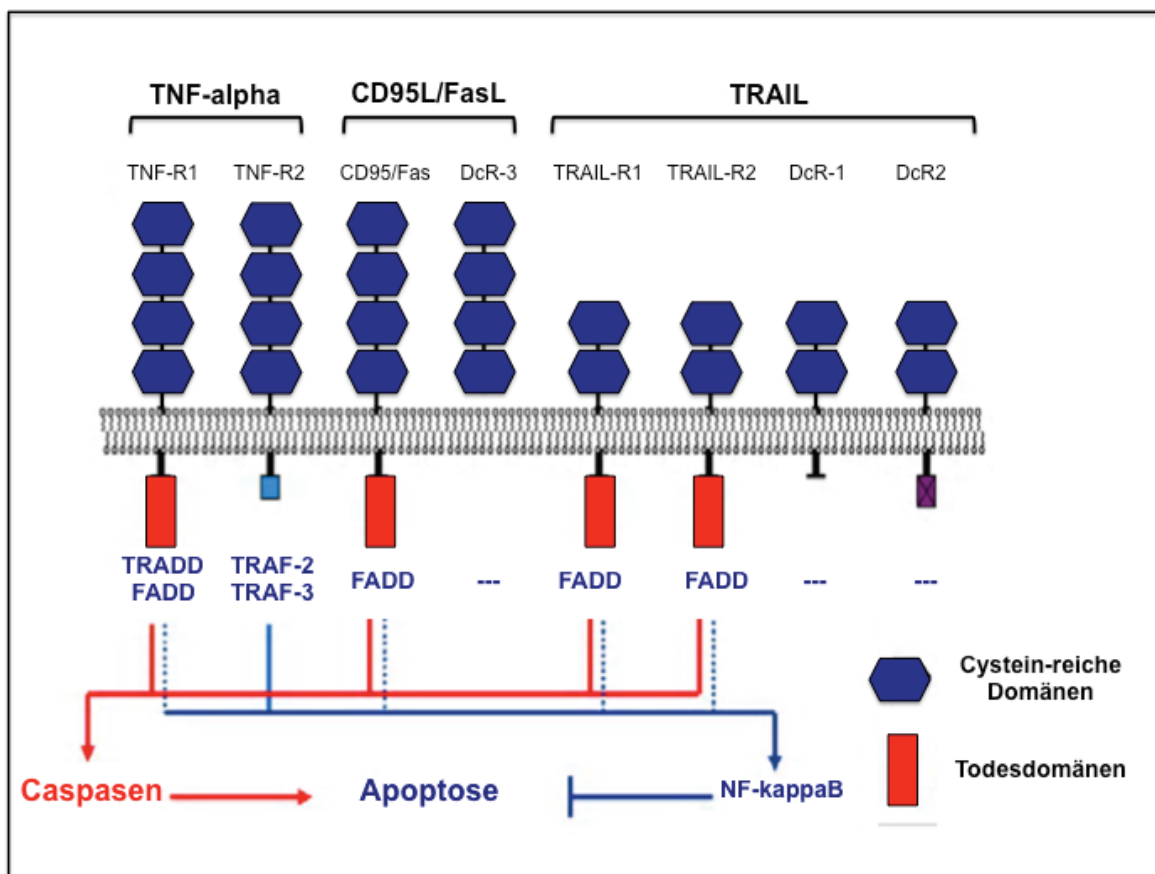 TNF-alpha CD95L/FasL TRAIL
TNF-R1 TNF-R2 CD95/Fas DcR-3 TRAIL-R1 TRAIL-R2 DcR-1 DcR2
TRADD TRAF-2
FADD TRAF-3 FADD --- FADD FADD --- ---
Cystein-reiche
Domänen
Todesdomänen
Caspasen Apoptose NF-kappaB